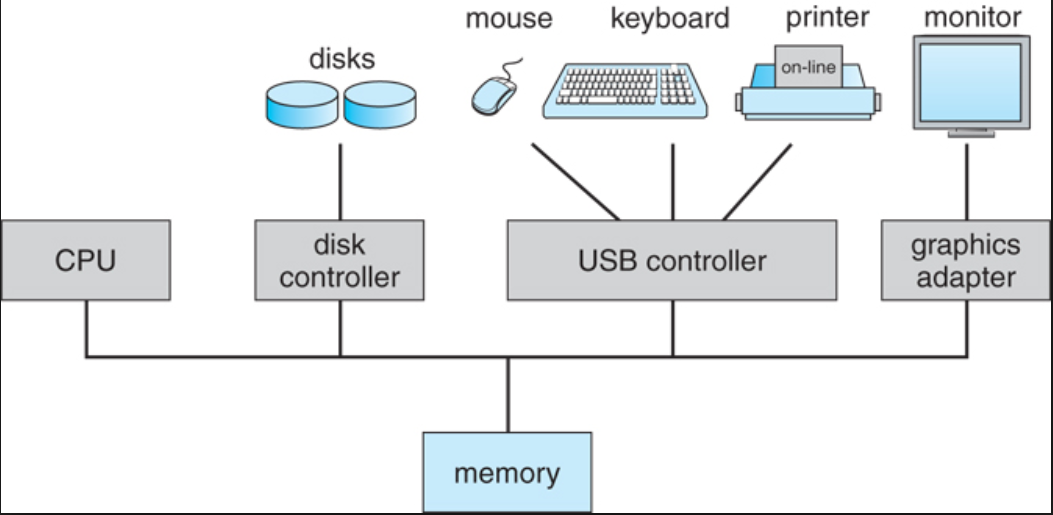 mouse
keyboard
printer
monitor
disks
on-line
CPU
disk
controller
USB controller
graphics
adapter
memory